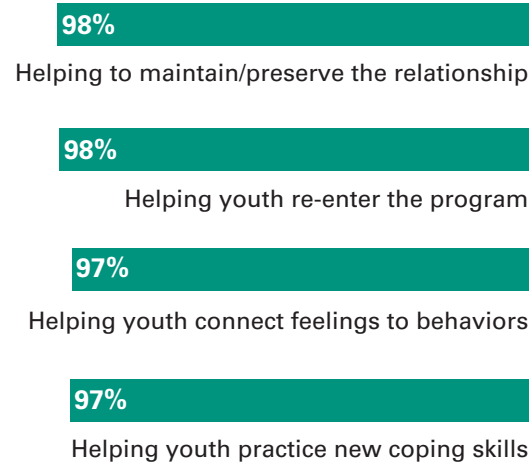 98%
Helping to maintain/preserve the relationship
98%
Helping youth re-enter the program
97%
Helping youth connect feelings to behaviors
97%
Helping youth practice new coping skills